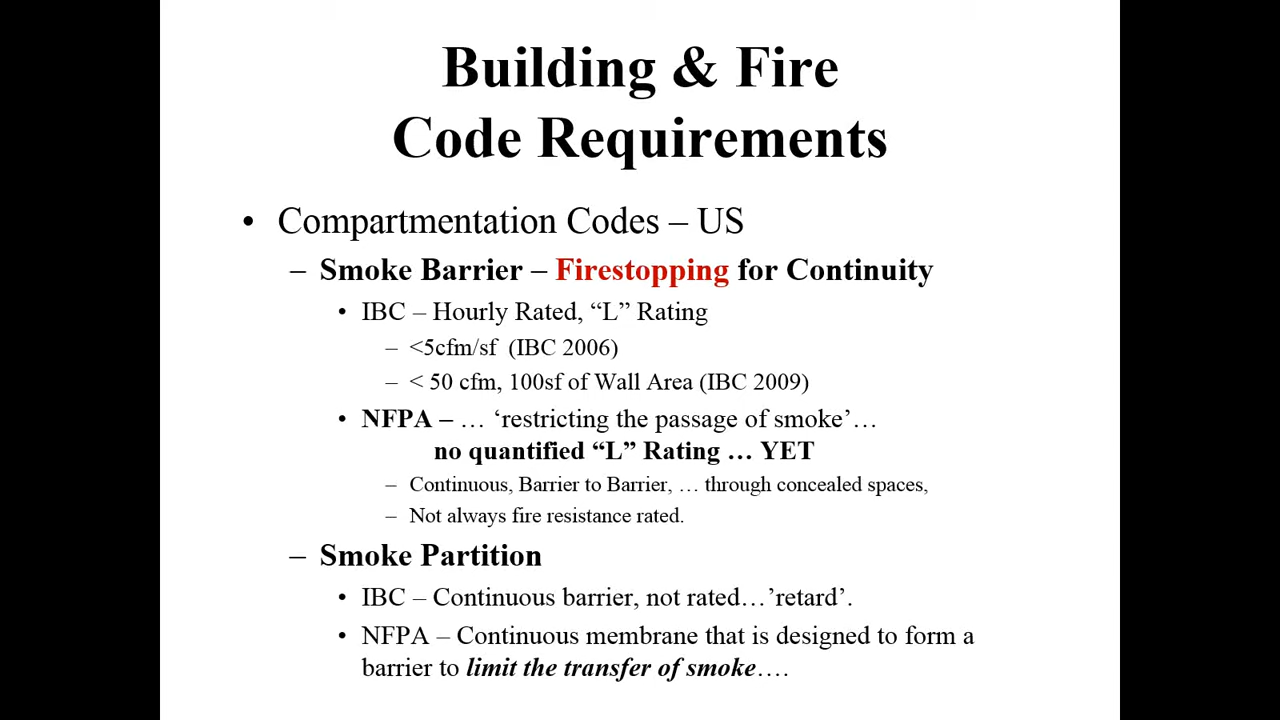 Building & Fire
Code Requirements
• Compartmentation Codes – US
– Smoke Barrier – Firestopping for Continuity
• IBC – Hourly Rated, “L” Rating
– <5cfm/sf (IBC 2006)
– < 50 cfm, 100sf of Wall Area (IBC 2009)
• NFPA – … ‘restricting the passage of smoke’…
no quantified “L” Rating … YET
– Continuous, Barrier to Barrier, … through concealed spaces,
– Not always fire resistance rated.
– Smoke Partition
• IBC – Continuous barrier, not rated…’retard’.
• NFPA – Continuous membrane that is designed to form a
barrier to limit the transfer of smoke….